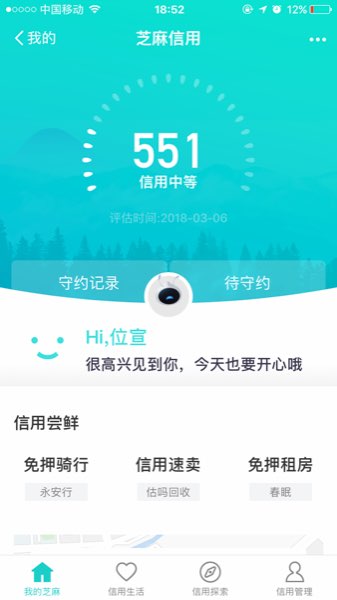 中国移动 18:52 12%
我的 芝麻信用
551
信用中等
评估时间:2018-03-06
守约记录 待守约
Hi,位宣
很高兴见到你，今天也要开心哦
信用尝鲜
免押骑行 信用速卖 免押租房
永安行 估吗回收 春眠
我的芝麻 信用生活 信用探索 信用管理